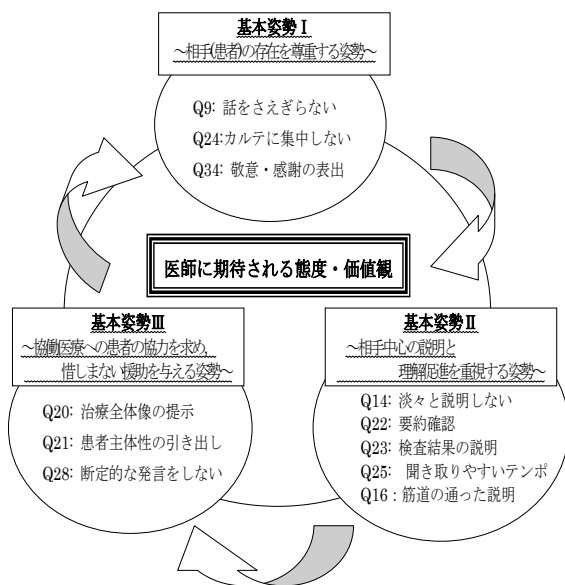 基本姿勢Ⅰ
～相手(患者)の存在を尊重する姿勢～
Q9: 話をさえぎらない
Q24:カルテに集中しない
Q34: 敬意・感謝の表出
医師に期待される態度・価値観
基本姿勢Ⅲ
～協働医療への患者の協力を求め,
惜しまない援助を与える姿勢～
Q20: 治療全体像の提示
Q21: 患者主体性の引き出し
Q28: 断定的な発言をしない
基本姿勢Ⅱ
～相手中心の説明と
理解促進を重視する姿勢～
Q14: 淡々と説明しない
Q22: 要約確認
Q23: 検査結果の説明
Q25: 聞き取りやすいテンポ
Q16：筋道の通った説明